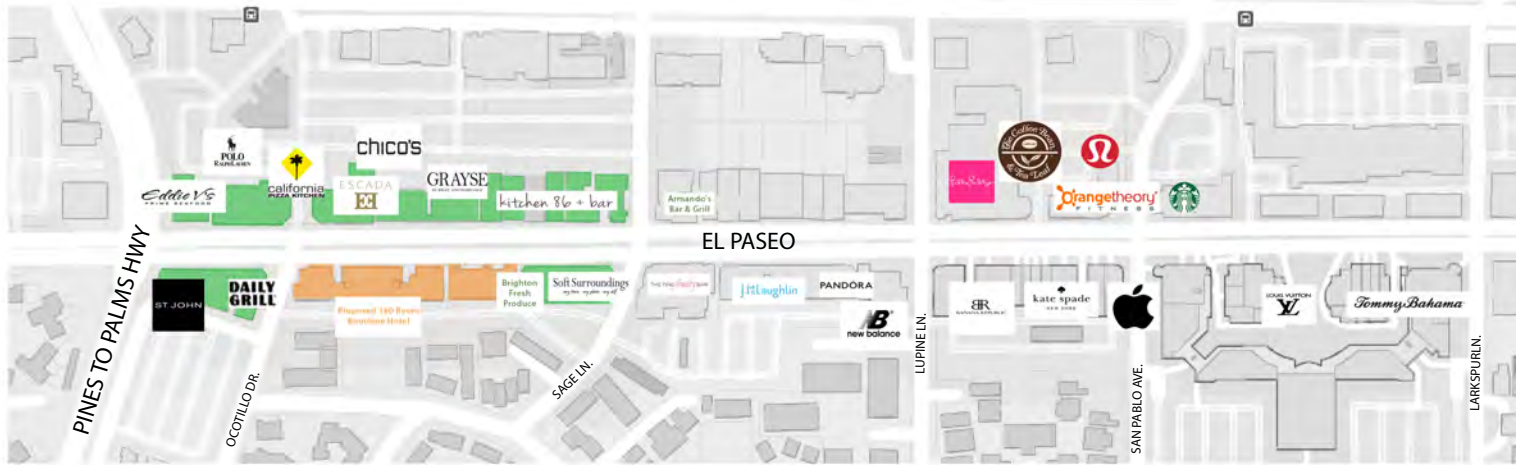 POLO
RALPH LAUREN
Eddie V's
PRIME SEAFOOD
california
PIZZA KITCHEN
chico's
ESCADA
E
GRAYSE
kitchen 86 + bar
Armando's
Bar & Grill
The Coffee Bean
& Tea Leaf
Orangetheory
FITNESS
EL PASEO
PINES TO PALMS HWY
ST. JOHN
DAILY
GRILL
OCOTILLO DR.
Proposed 160 Room
Boutique Hotel
Brighton
Fresh
Produce
Soft Surroundings
SAGE LN.
J.McLaughlin
PANDORA
NB
new balance
LUPINE LN.
BR
BANANA REPUBLIC
kate spade
NEW YORK
SAN PABLO AVE.
LOUIS VUITTON
LV
Tommy Bahama
LARKSPUR LN.